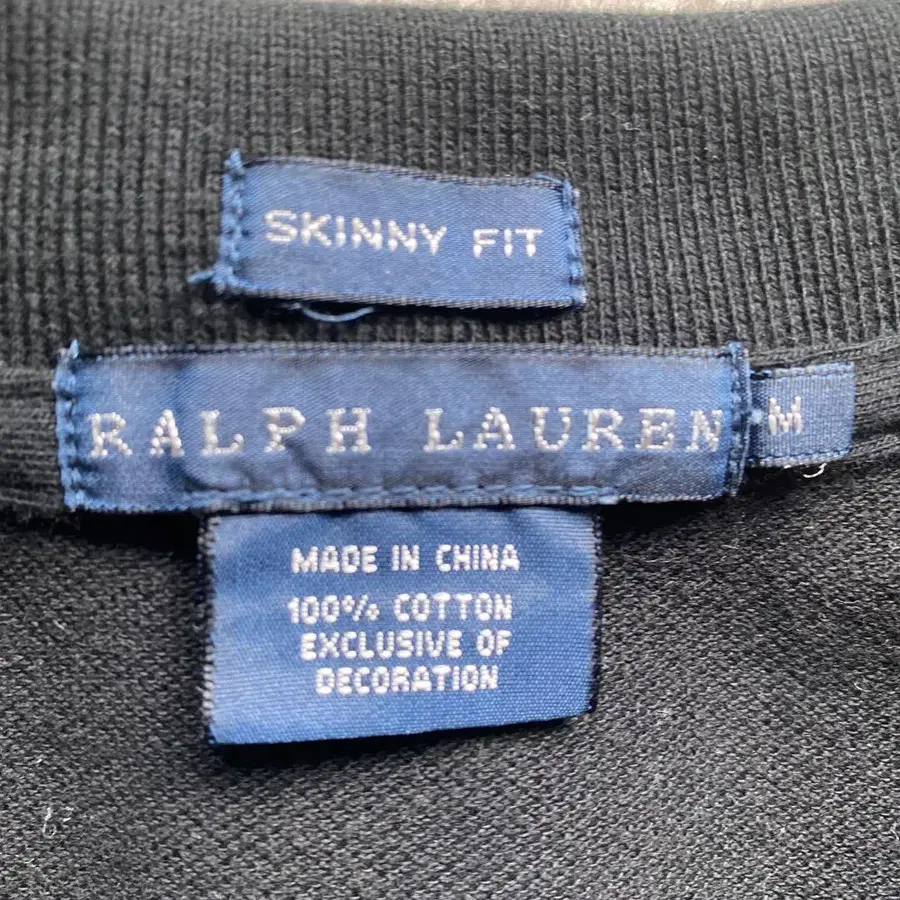 SKINNY FIT
RALPH LAUREN
M
MADE IN CHINA
100% COTTON
EXCLUSIVE OF
DECORATION